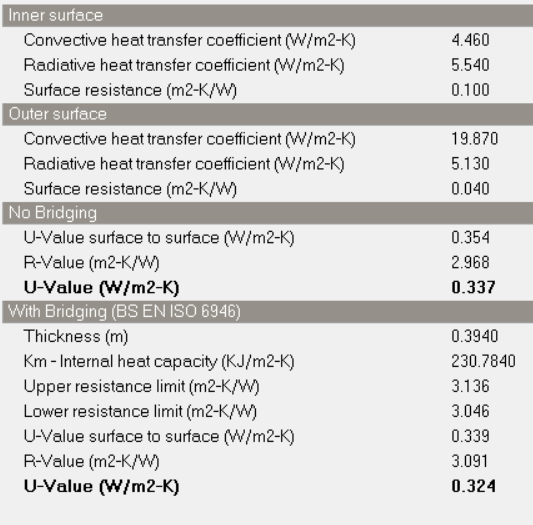 Inner surface
Convective heat transfer coefficient (W/m2-K) 4.460
Radiative heat transfer coefficient (W/m2-K) 5.540
Surface resistance (m2-K/W) 0.100
Outer surface
Convective heat transfer coefficient (W/m2-K) 19.870
Radiative heat transfer coefficient (W/m2-K) 5.130
Surface resistance (m2-K/W) 0.040
No Bridging
U-Value surface to surface (W/m2-K) 0.354
R-Value (m2-K/W) 2.968
U-Value (W/m2-K) 0.337
With Bridging (BS EN ISO 6946)
Thickness (m) 0.3940
Km - Internal heat capacity (KJ/m2-K) 230.7840
Upper resistance limit (m2-K/W) 3.136
Lower resistance limit (m2-K/W) 3.046
U-Value surface to surface (W/m2-K) 0.339
R-Value (m2-K/W) 3.091
U-Value (W/m2-K) 0.324